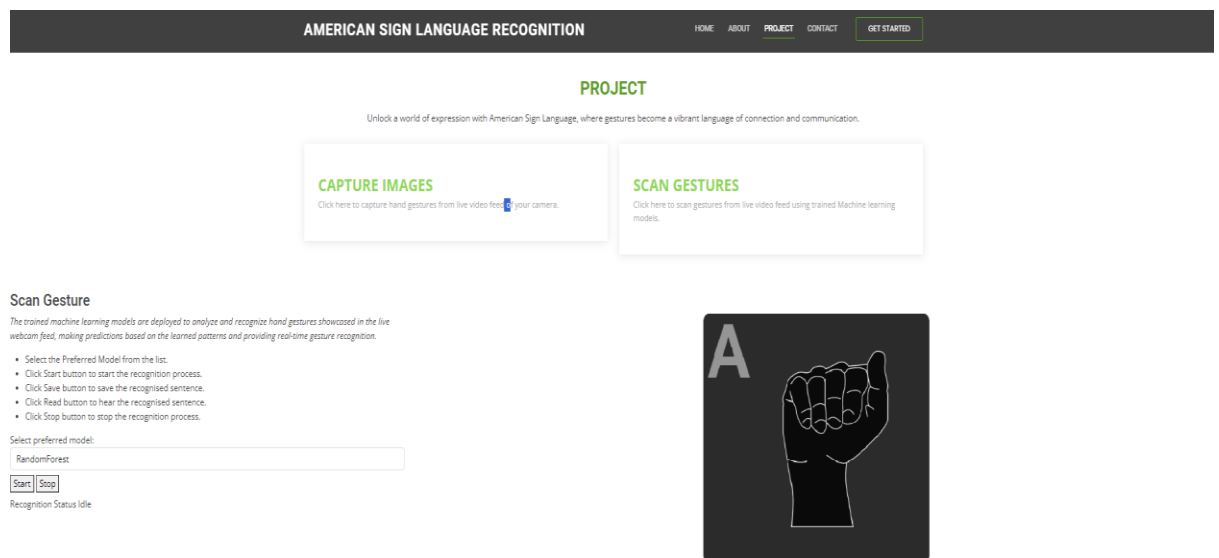 AMERICAN SIGN LANGUAGE RECOGNITION
HOME ABOUT PROJECT CONTACT GET STARTED
PROJECT
Unlock a world of expression with American Sign Language, where gestures become a vibrant language of connection and communication.
CAPTURE IMAGES
Click here to capture hand gestures from live video feed of your camera.
SCAN GESTURES
Click here to scan gestures from live video feed using trained Machine learning
models.
Scan Gesture
The trained machine learning models are deployed to analyze and recognize hand gestures showcased in the live
webcam feed, making predictions based on the learned patterns and providing real-time gesture recognition.
• Select the Preferred Model from the list.
• Click Start button to start the recognition process.
• Click Save button to save the recognised sentence.
• Click Read button to hear the recognised sentence.
• Click Stop button to stop the recognition process.
Select preferred model:
RandomForest
Start Stop
Recognition Status Idle
A